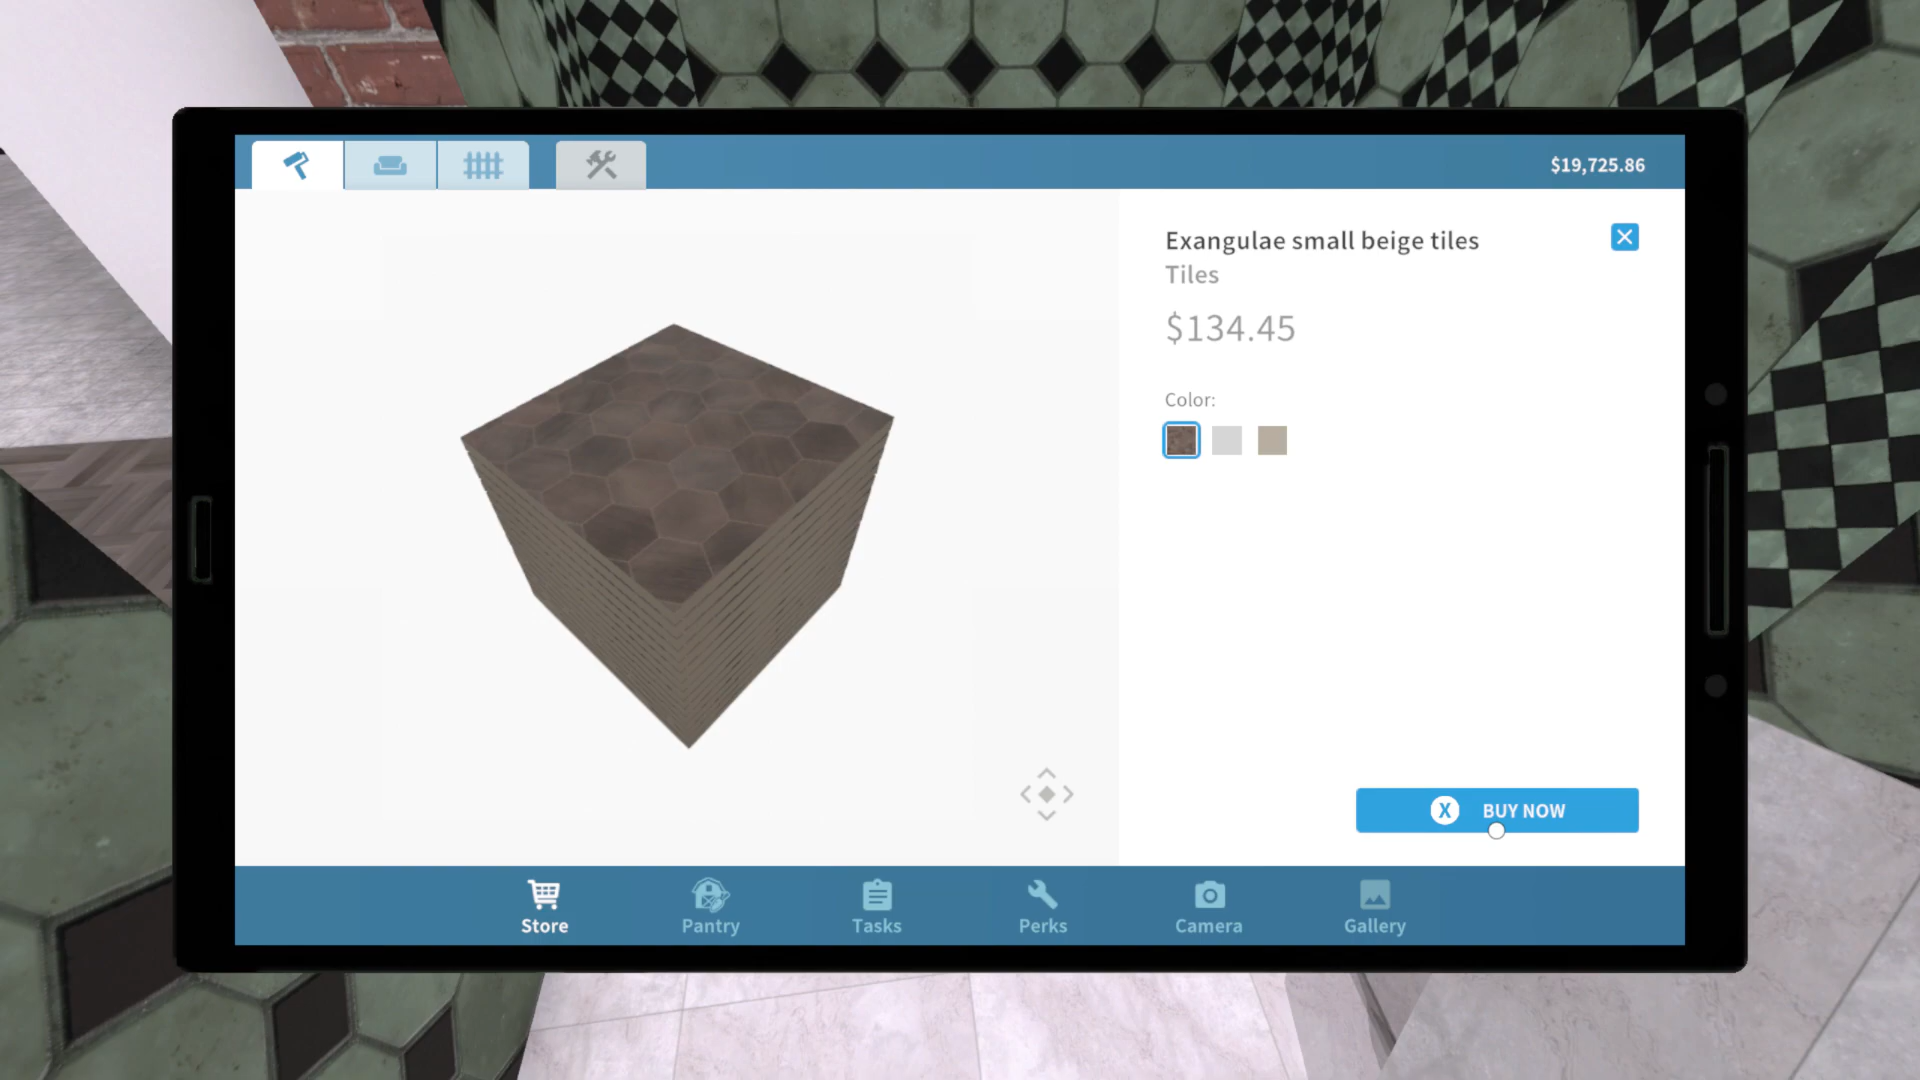 $19,725.86
Exangulae small beige tiles
Tiles
$134.45
Color:
X BUY NOW
Store
Pantry
Tasks
Perks
Camera
Gallery